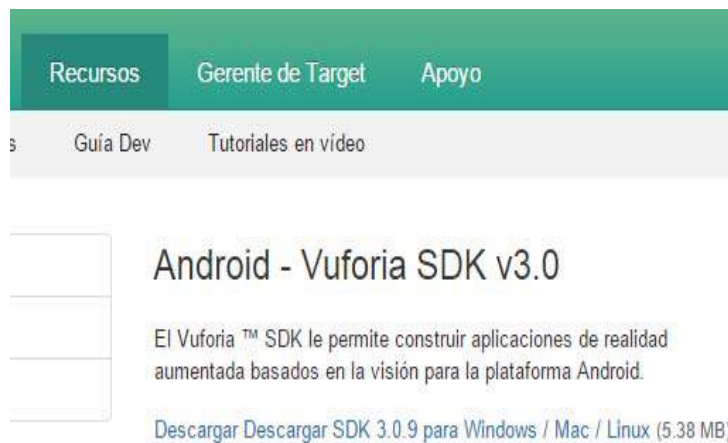 Recursos Gerente de Target Apoyo
Guía Dev Tutoriales en vídeo
Android - Vuforia SDK v3.0
El Vuforia ™ SDK le permite construir aplicaciones de realidad
aumentada basados en la visión para la plataforma Android.
Descargar Descargar SDK 3.0.9 para Windows / Mac / Linux (5.38 MB